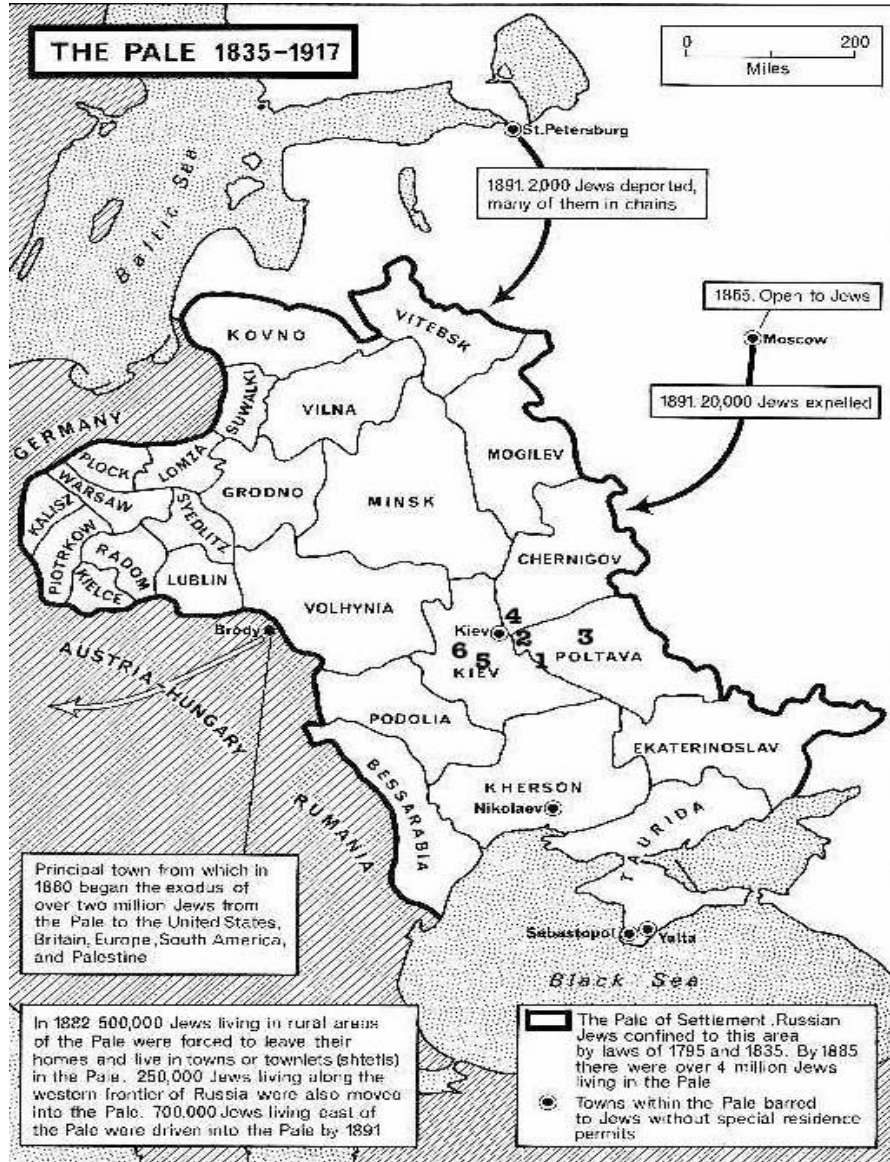 THE PALE 1835-1917
0 200
Miles
St. Petersburg
1891. 2,000 Jews deported,
many of them in chains
Baltic Sea
1865. Open to Jews
Moscow
1891. 20,000 Jews expelled
KOVNO
VITEBSK
SUWALKI
VILNA
GERMANY
MOGILEV
PLOCK
LOMZA
GRODNO
MINSK
WARSAW
KALISZ
SYEDLITZ
PIOTRKOW
RADOM
KIELCE
LUBLIN
CHERNIGOV
VOLHYNIA
4
Kiev
2
3
Brody
6
5
1
POLTAVA
KIEV
AUSTRIA-HUNGARY
PODOLIA
EKATERINOSLAV
BESSARABIA
KHERSON
Nikolaev
RUMANIA
TAURIDA
Principal town from which in
1880 began the exodus of
over two million Jews from
the Pale to the United States,
Britain, Europe, South America,
and Palestine
Sebastopol
Yalta
Black Sea
In 1882 500,000 Jews living in rural areas
of the Pale were forced to leave their
homes and live in towns or townlets (shtetls)
in the Pale. 250,000 Jews living along the
western frontier of Russia were also moved
into the Pale. 700,000 Jews living east of
the Pale were driven into the Pale by 1891
The Pale of Settlement. Russian
Jews confined to this area
by laws of 1795 and 1835. By 1885
there were over 4 million Jews
living in the Pale
Towns within the Pale barred
to Jews without special residence
permits